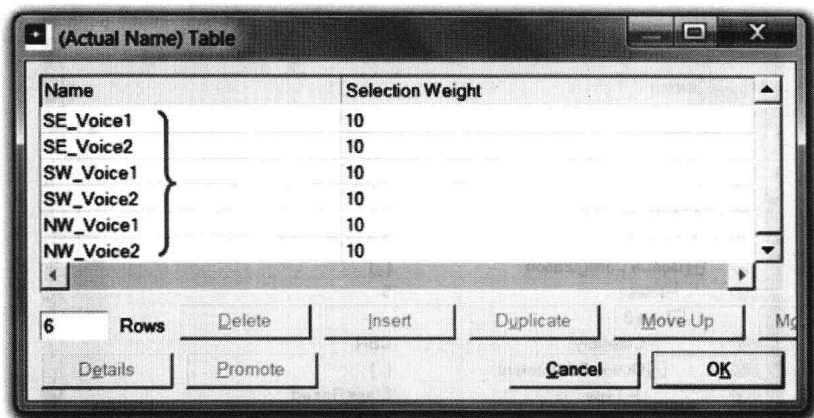 (Actual Name) Table
Name Selection Weight
SE_Voice1 10
SE_Voice2 10
SW_Voice1 10
SW_Voice2 10
NW_Voice1 10
NW_Voice2 10
6 Rows Delete Insert Duplicate Move Up
Details Promote Cancel OK